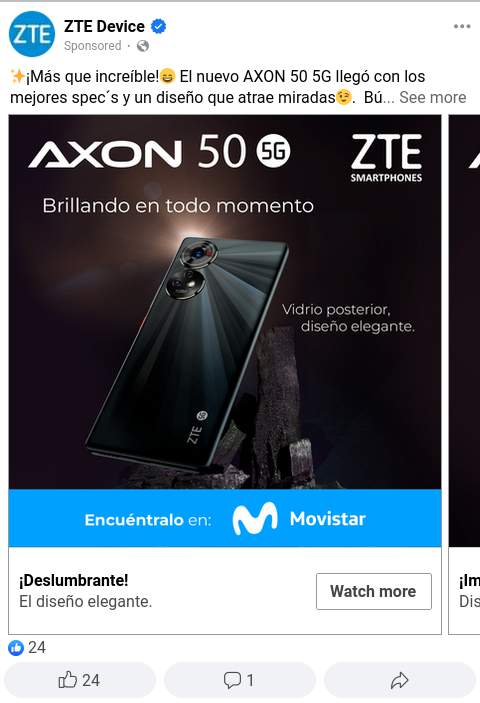 ZTE
ZTE Device
Sponsored ·
✨¡Más que increíble!😄 El nuevo AXON 50 5G llegó con los
mejores spec´s y un diseño que atrae miradas😉. Bú... See more
AXON 50 5G
ZTE
SMARTPHONES
Brillando en todo momento
Vidrio posterior,
diseño elegante.
ZTE 5G
Encuéntralo en: Movistar
¡Deslumbrante!
El diseño elegante.
Watch more
¡Im
Dis
24
24
1